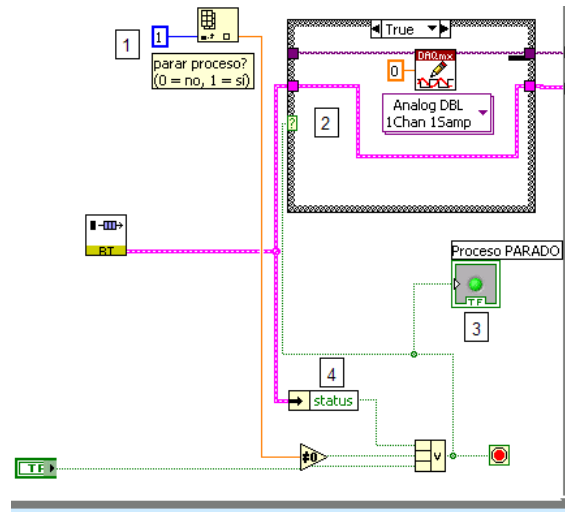 1
1
parar proceso?
(0 = no, 1 = sí)
True
DAQmx
0
Analog DBL
1Chan 1Samp
?
2
RT
Proceso PARADO
TF
3
4
status
≠0
V
TF